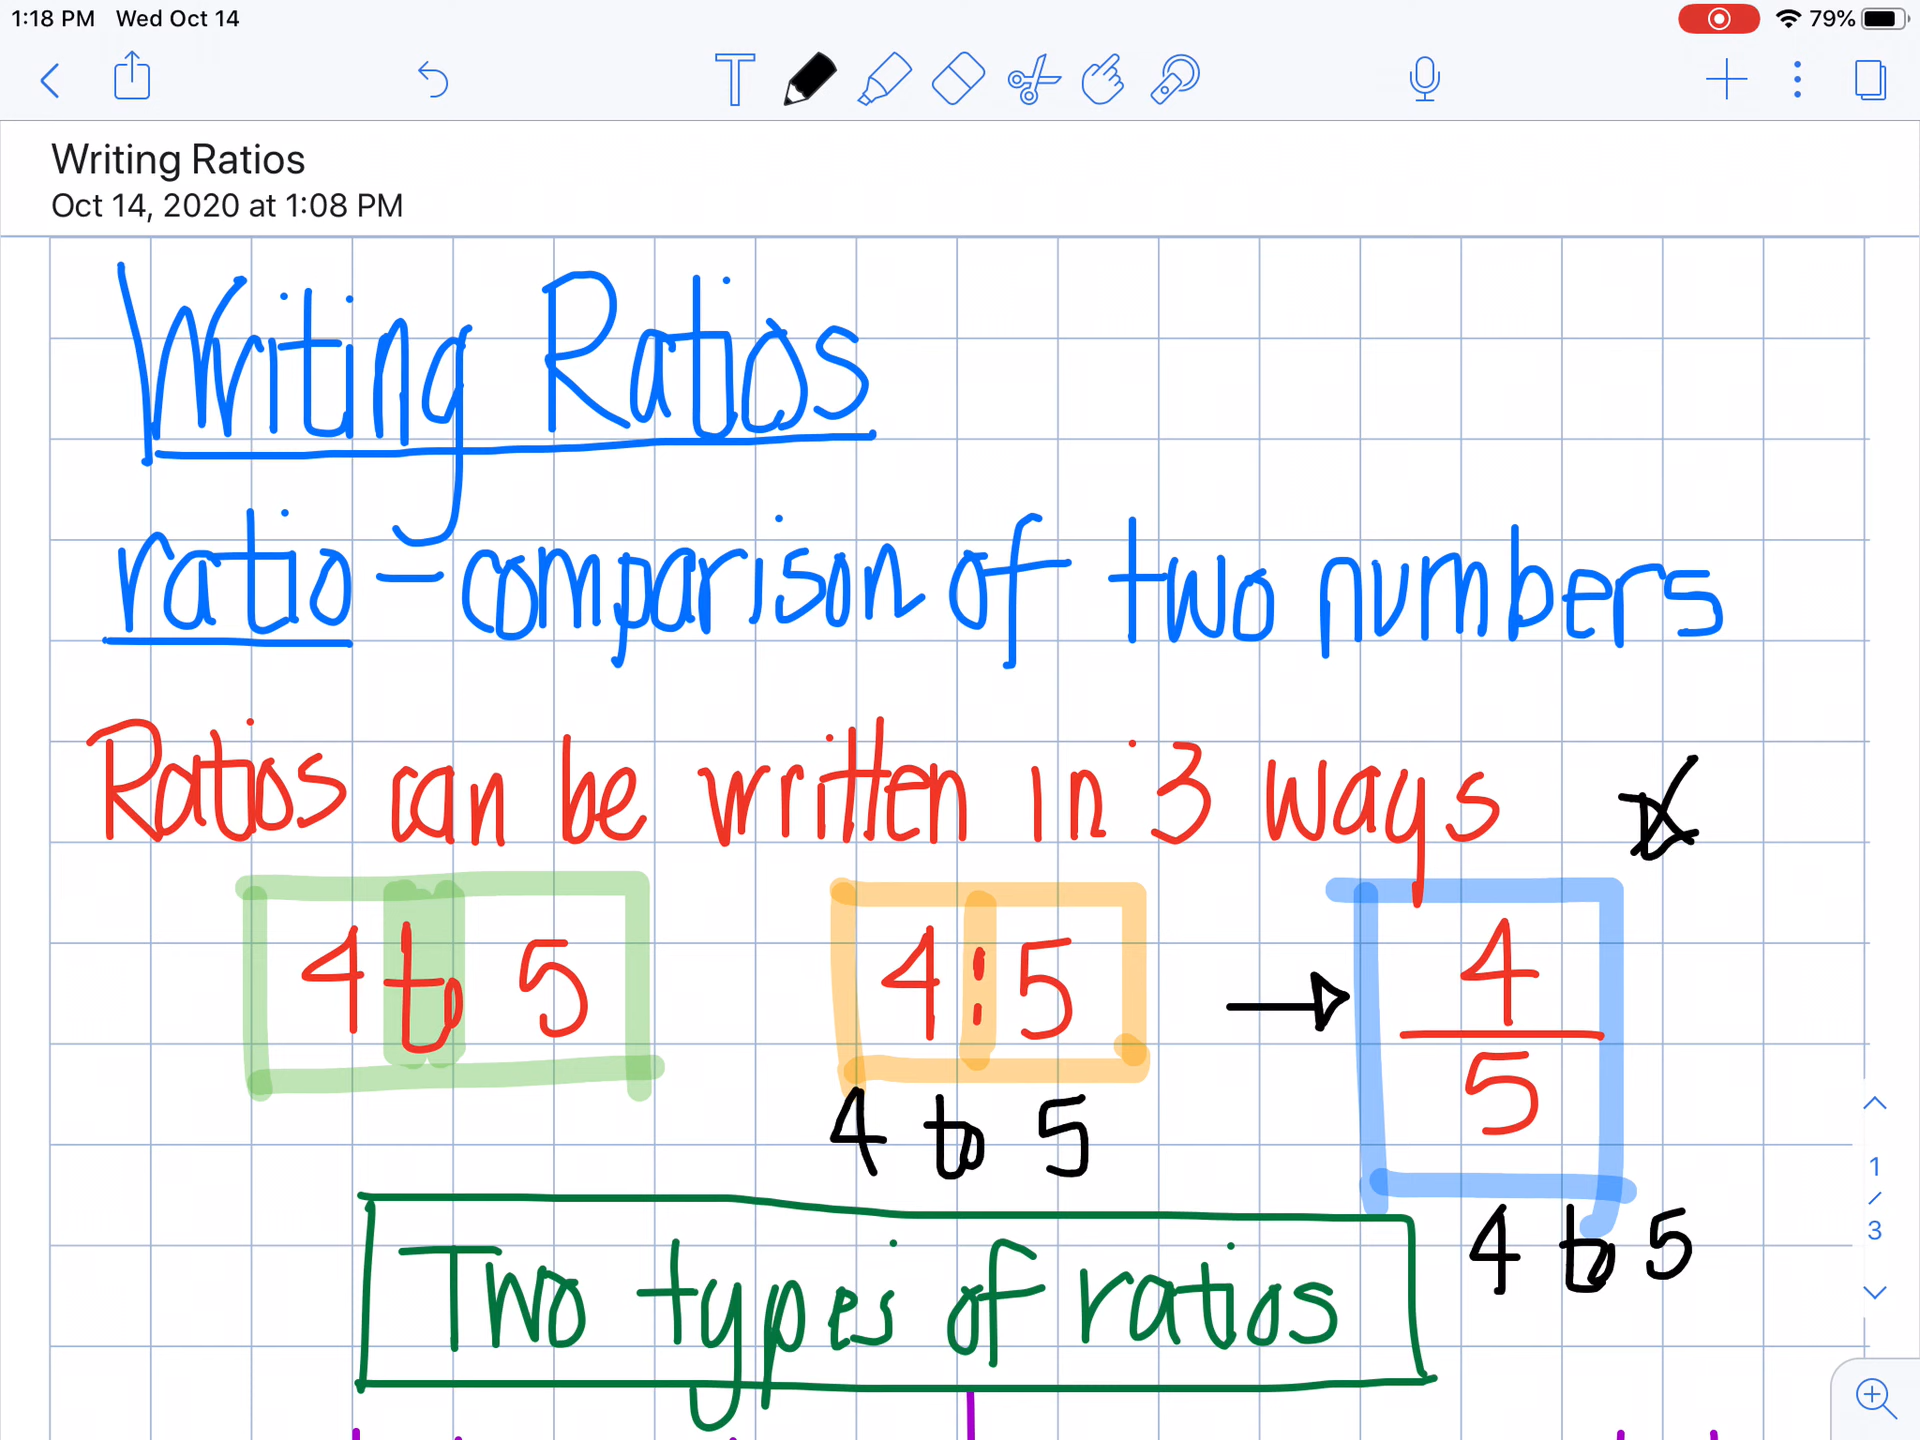 1:18 PM Wed Oct 14 79%
T
Writing Ratios
Oct 14, 2020 at 1:08 PM
Writing Ratios
ratio - comparison of two numbers
Ratios can be written in 3 ways
4 to 5 4:5 4/5
4 to 5
4 to 5
Two types of ratios
1 / 3